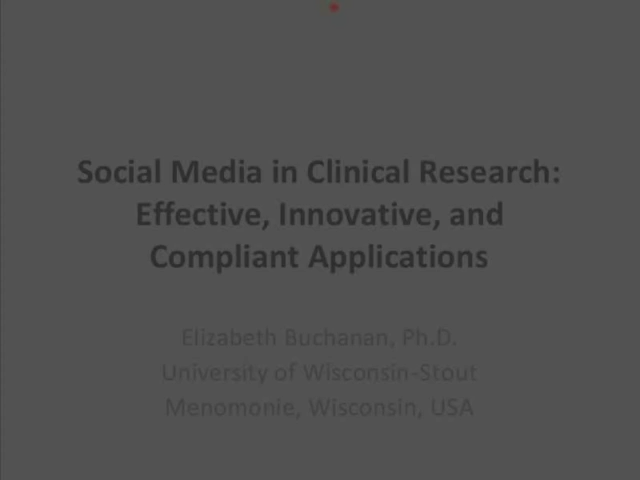 Social Media in Clinical Research:
Effective, Innovative, and
Compliant Applications
Elizabeth Buchanan, Ph.D.
University of Wisconsin-Stout
Menomonie, Wisconsin, USA